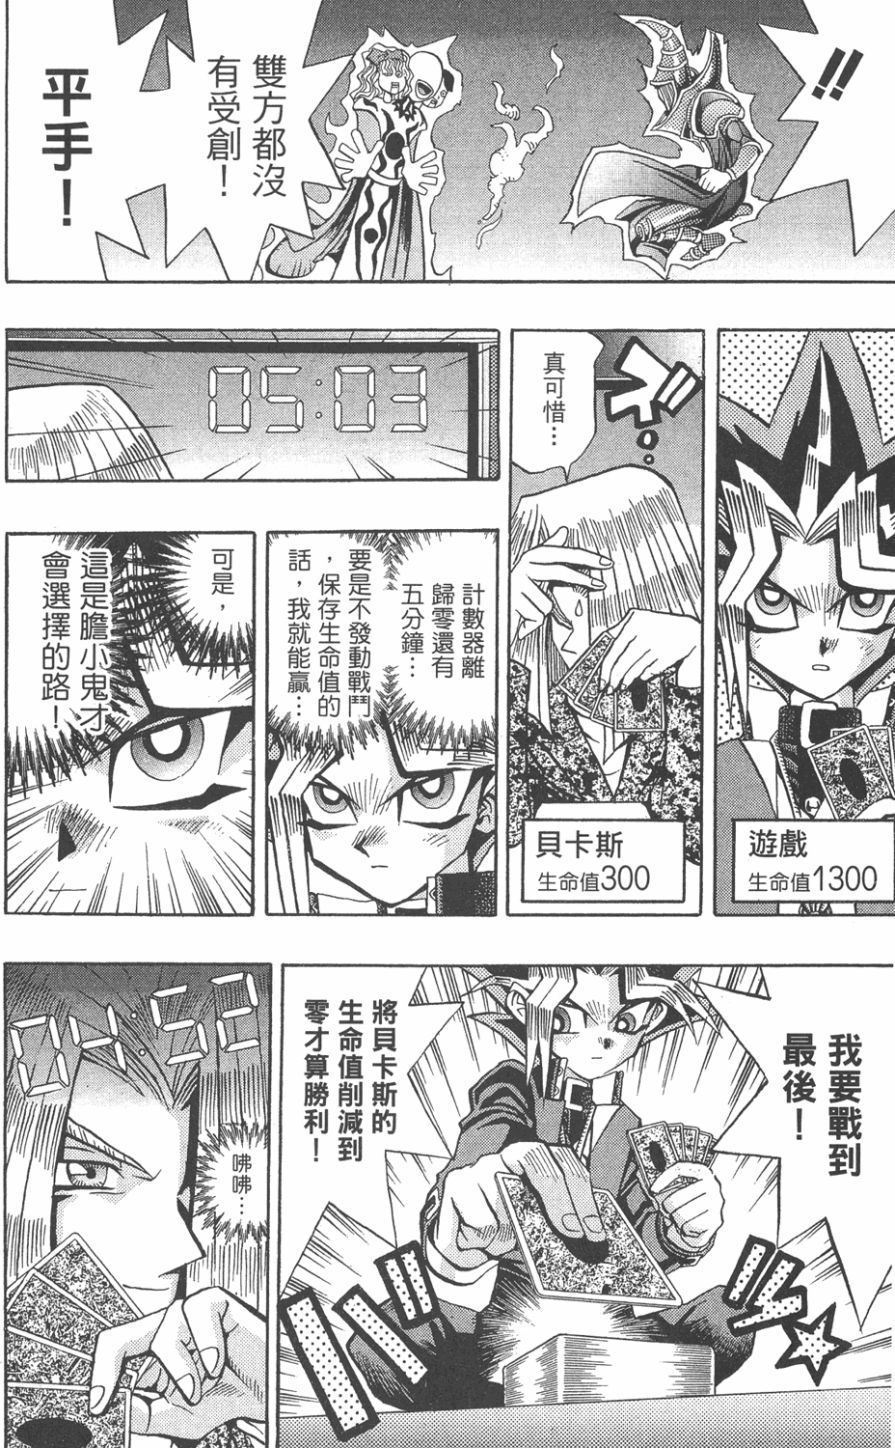 !!
雙方都沒
有受創！
平手！
遊戲
生命值1300
真可惜…
貝卡斯
生命值300
05:03
計數器離
歸零還有
五分鐘…
要是不發動戰鬥
，保存生命值的
話，我就能贏…
可是，
這是膽小鬼才
會選擇的路！
我要戰到
最後！
將貝卡斯的
生命值削減到
零才算勝利！
04:52
咈
咈…